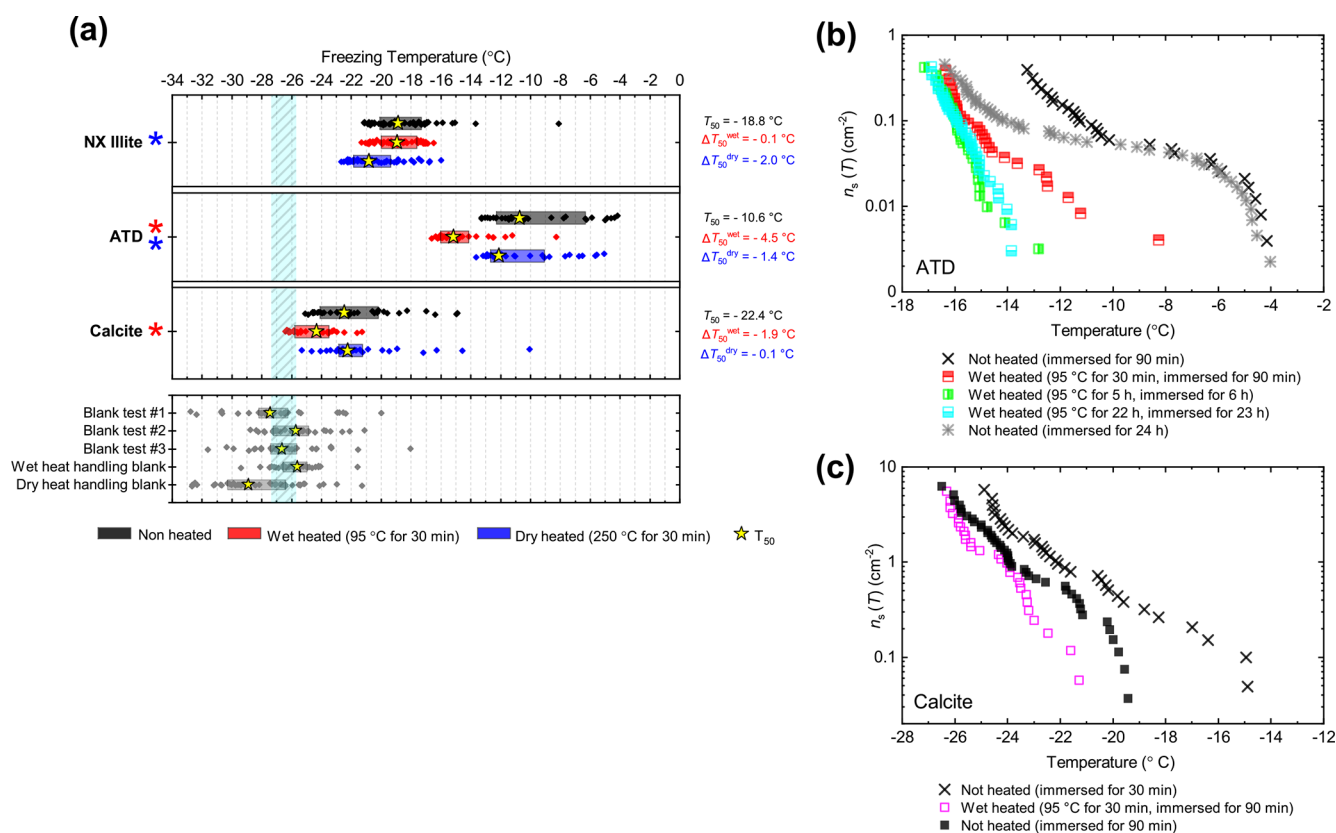 (a)
Freezing Temperature (°C)
-34 -32 -30 -28 -26 -24 -22 -20 -18 -16 -14 -12 -10 -8 -6 -4 -2 0
NX Illite *
T50 = - 18.8 °C
ΔT50wet = - 0.1 °C
ΔT50dry = - 2.0 °C
ATD * *
T50 = - 10.6 °C
ΔT50wet = - 4.5 °C
ΔT50dry = - 1.4 °C
Calcite *
T50 = - 22.4 °C
ΔT50wet = - 1.9 °C
ΔT50dry = - 0.1 °C
Blank test #1
Blank test #2
Blank test #3
Wet heat handling blank
Dry heat handling blank
Non heated Wet heated (95 °C for 30 min) Dry heated (250 °C for 30 min) T50
(b)
ns (T) (cm-2)
1
0.1
0.01
ATD
-18 -16 -14 -12 -10 -8 -6 -4 -2
Temperature (°C)
Not heated (immersed for 90 min)
Wet heated (95 °C for 30 min, immersed for 90 min)
Wet heated (95 °C for 5 h, immersed for 6 h)
Wet heated (95 °C for 22 h, immersed for 23 h)
Not heated (immersed for 24 h)
(c)
ns (T) (cm-2)
10
1
0.1
Calcite
-28 -26 -24 -22 -20 -18 -16 -14 -12
Temperature (° C)
Not heated (immersed for 30 min)
Wet heated (95 °C for 30 min, immersed for 90 min)
Not heated (immersed for 90 min)